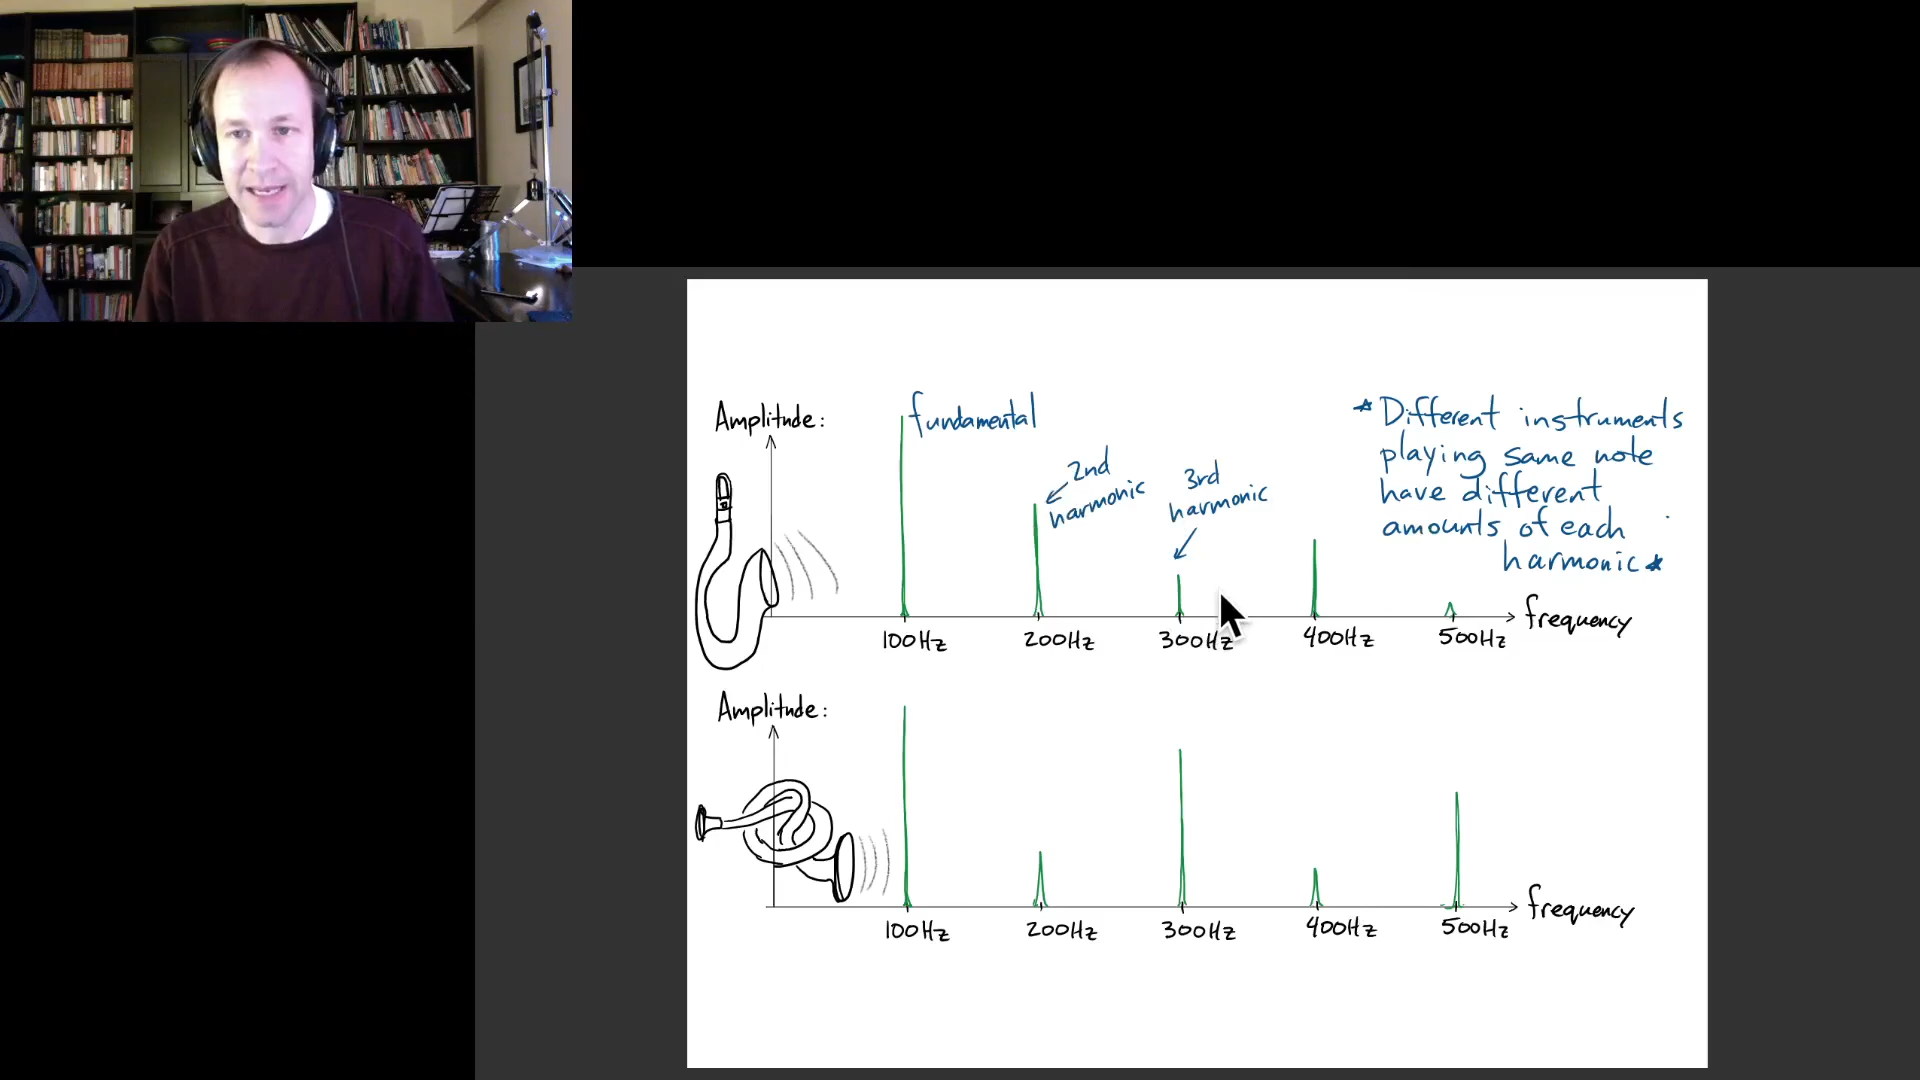 Amplitude:
fundamental
2nd
harmonic
3rd
harmonic
* Different instruments
playing same note
have different
amounts of each
harmonic *
frequency
100Hz 200Hz 300Hz 400Hz 500Hz
Amplitude:
frequency
100Hz 200Hz 300Hz 400Hz 500Hz